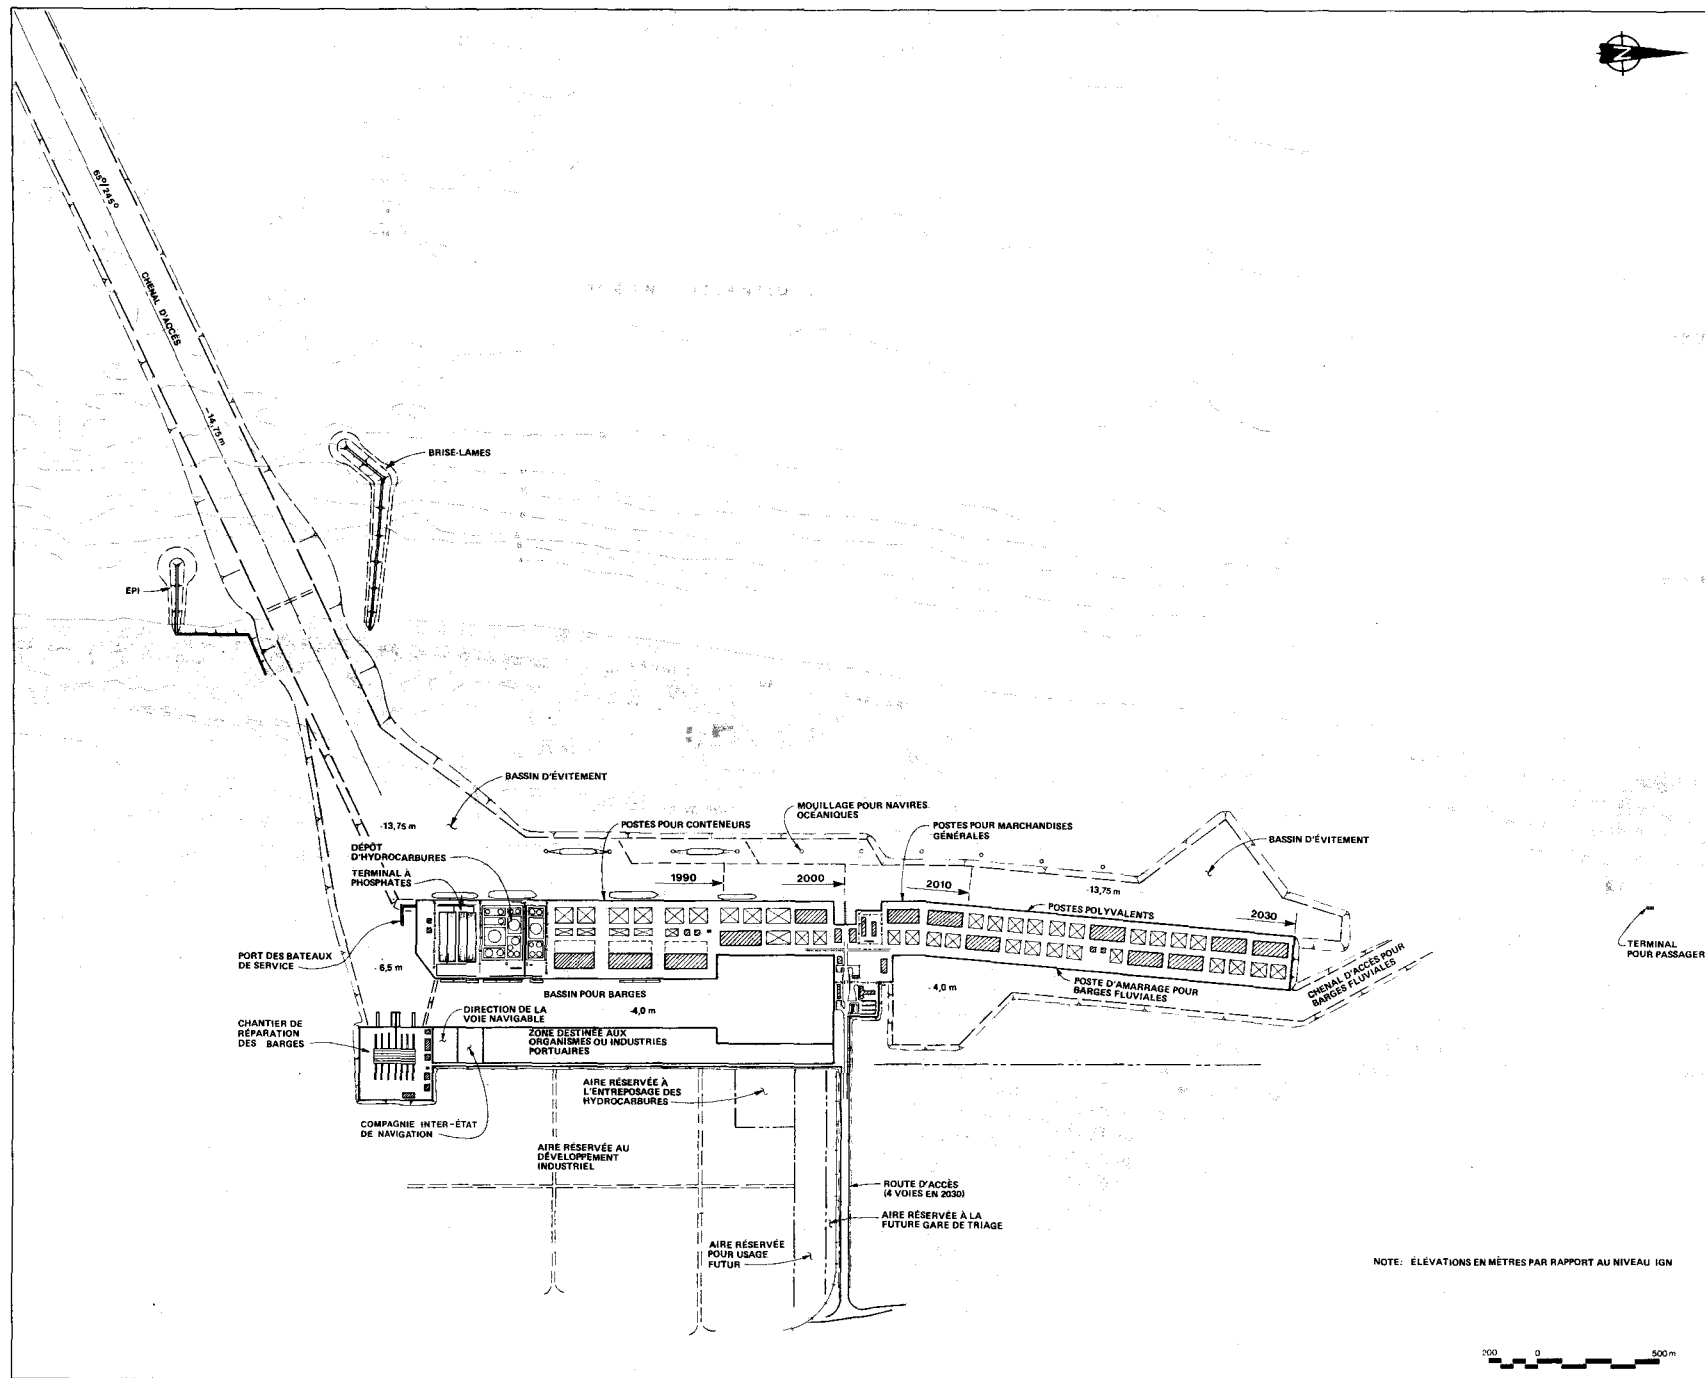 N
65°/245°
CHENAL D'ACCÈS
-14,75 m
BRISE-LAMES
EPI
BASSIN D'ÉVITEMENT
-13,75 m
MOUILLAGE POUR NAVIRES
OCÉANIQUES
POSTES POUR CONTENEURS
POSTES POUR MARCHANDISES
GÉNÉRALES
BASSIN D'ÉVITEMENT
DÉPÔT
D'HYDROCARBURES
TERMINAL À
PHOSPHATES
1990
2000
2010
-13,75 m
POSTES POLYVALENTS
2030
PORT DES BATEAUX
DE SERVICE
- 6,5 m
TERMINAL
POUR PASSAGER
BASSIN POUR BARGES
-4,0 m
- 4,0 m
POSTE D'AMARRAGE POUR
BARGES FLUVIALES
CHENAL D'ACCÈS POUR
BARGES FLUVIALES
CHANTIER DE
RÉPARATION
DES BARGES
DIRECTION DE LA
VOIE NAVIGABLE
ZONE DESTINÉE AUX
ORGANISMES OU INDUSTRIES
PORTUAIRES
AIRE RÉSERVÉE À
L'ENTREPOSAGE DES
HYDROCARBURES
COMPAGNIE INTER-ÉTAT
DE NAVIGATION
AIRE RÉSERVÉE AU
DÉVELOPPEMENT
INDUSTRIEL
ROUTE D'ACCÈS
(4 VOIES EN 2030)
AIRE RÉSERVÉE À LA
FUTURE GARE DE TRIAGE
AIRE RÉSERVÉE
POUR USAGE
FUTUR
NOTE: ÉLÉVATIONS EN MÈTRES PAR RAPPORT AU NIVEAU IGN
200 0 500 m